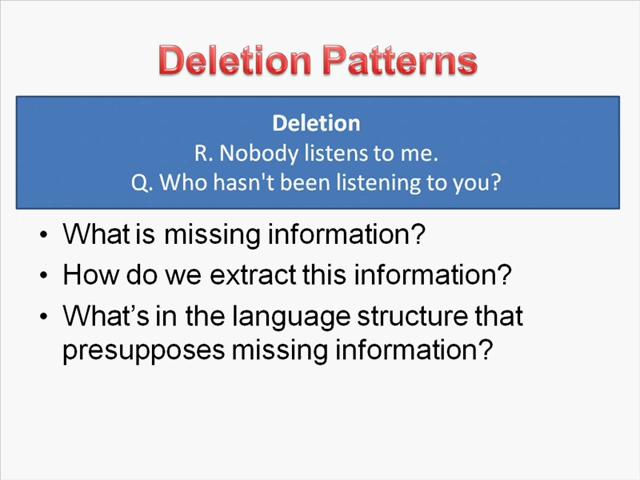 Deletion Patterns
Deletion
R. Nobody listens to me.
Q. Who hasn't been listening to you?
• What is missing information?
• How do we extract this information?
• What’s in the language structure that
presupposes missing information?